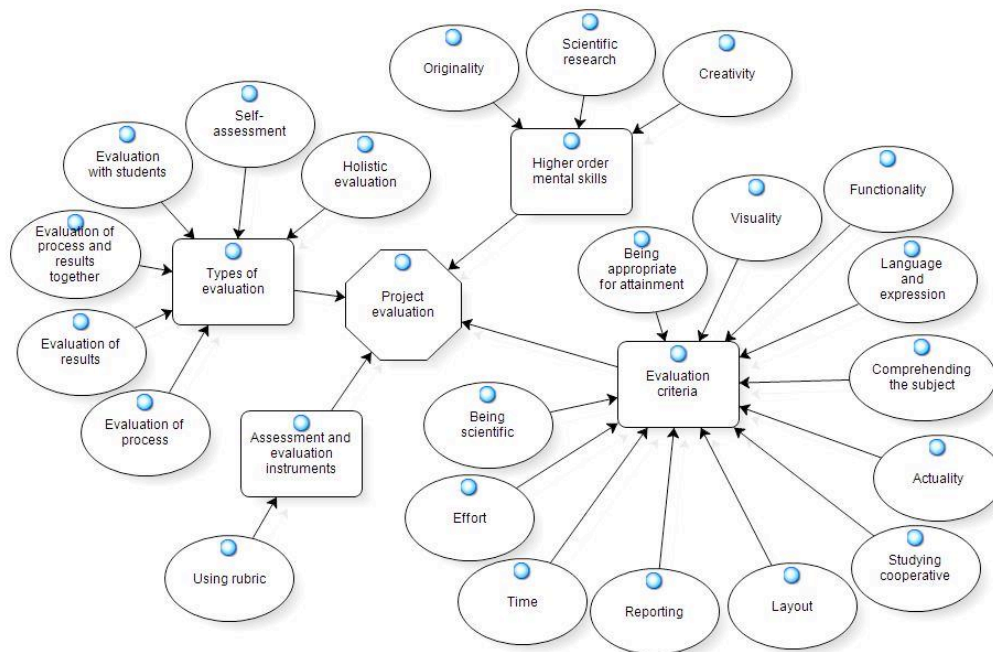 Originality
Scientific
research
Creativity
Self-
assessment
Evaluation
with students
Holistic
evaluation
Higher order
mental skills
Functionality
Visuality
Evaluation of
process and
results
together
Types of
evaluation
Being
appropriate
for attainment
Language
and
expression
Project
evaluation
Evaluation of
results
Evaluation
criteria
Comprehending
the subject
Evaluation
of process
Being
scientific
Assessment and
evaluation
instruments
Actuality
Effort
Studying
cooperative
Using rubric
Time
Reporting
Layout